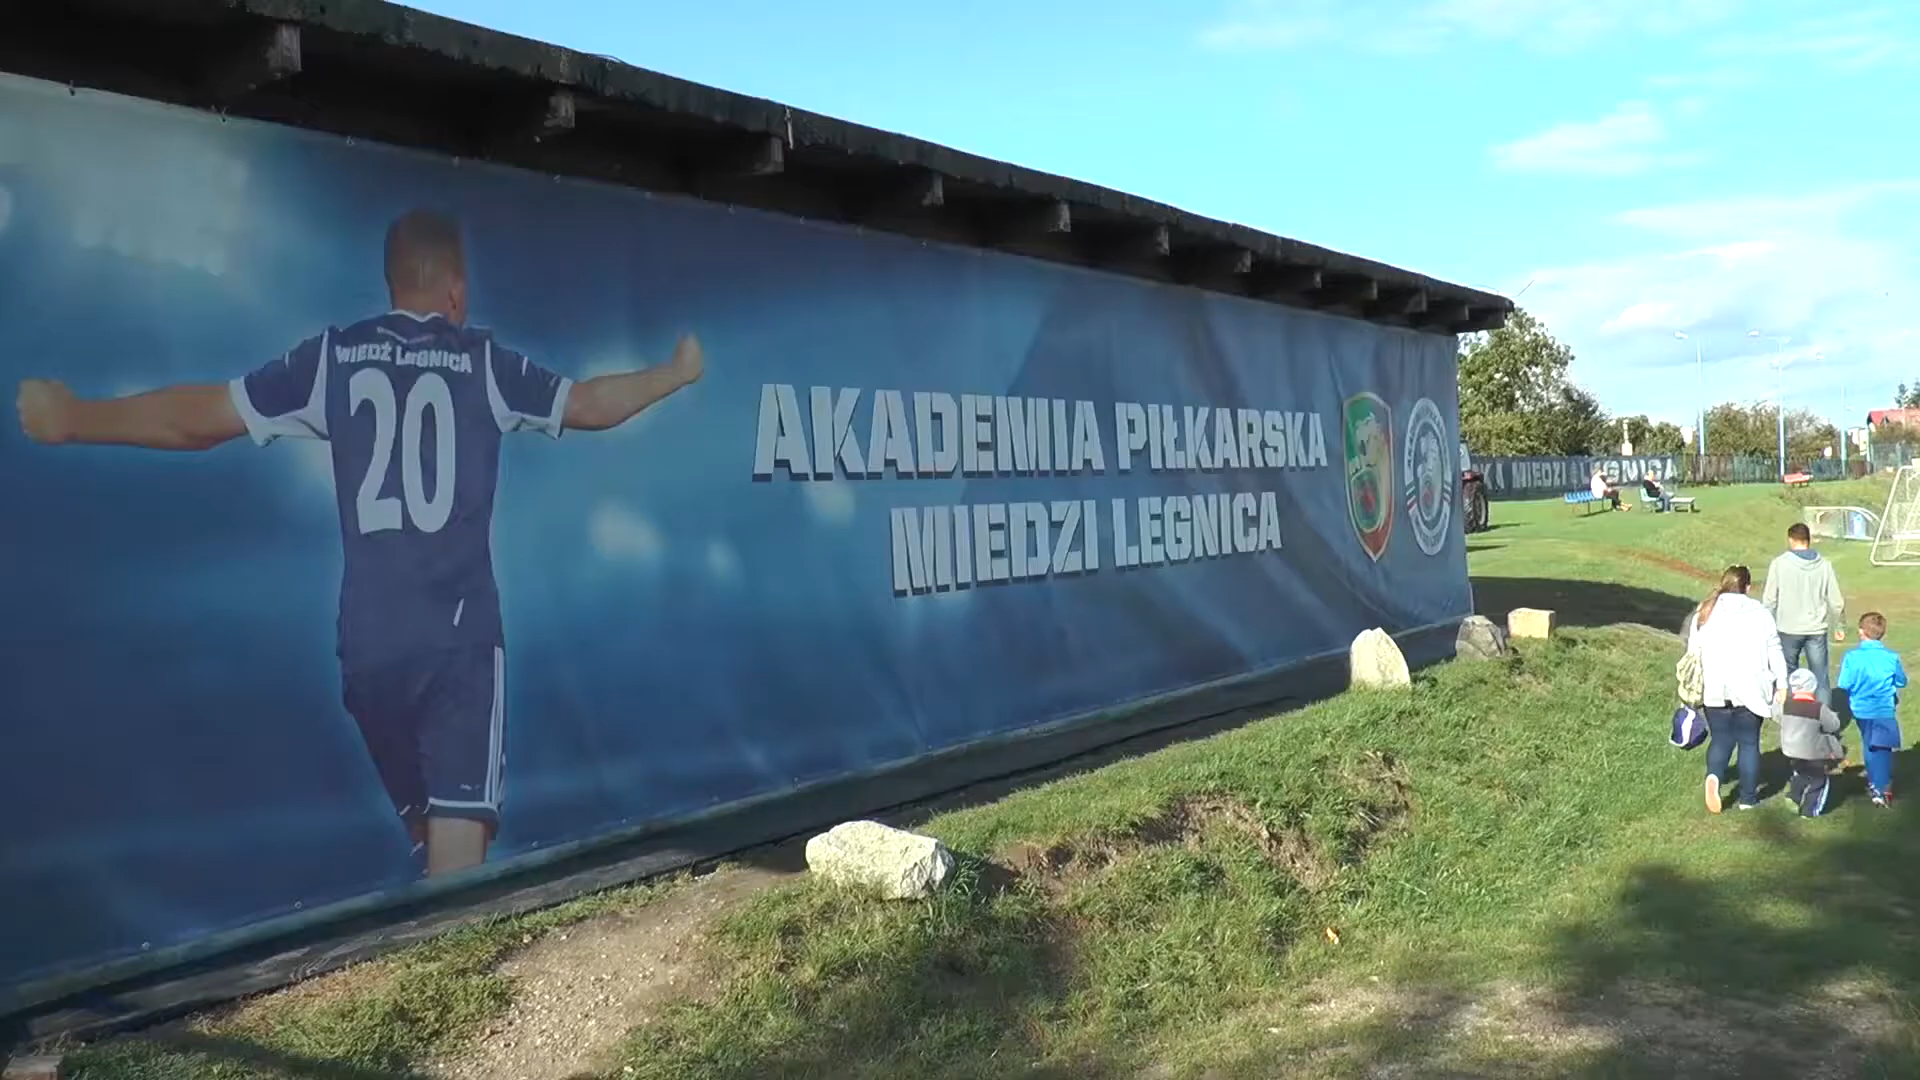 MIEDŹ LEGNICA
20
AKADEMIA PIŁKARSKA
MIEDZI LEGNICA
MIEDZI LEGNICA